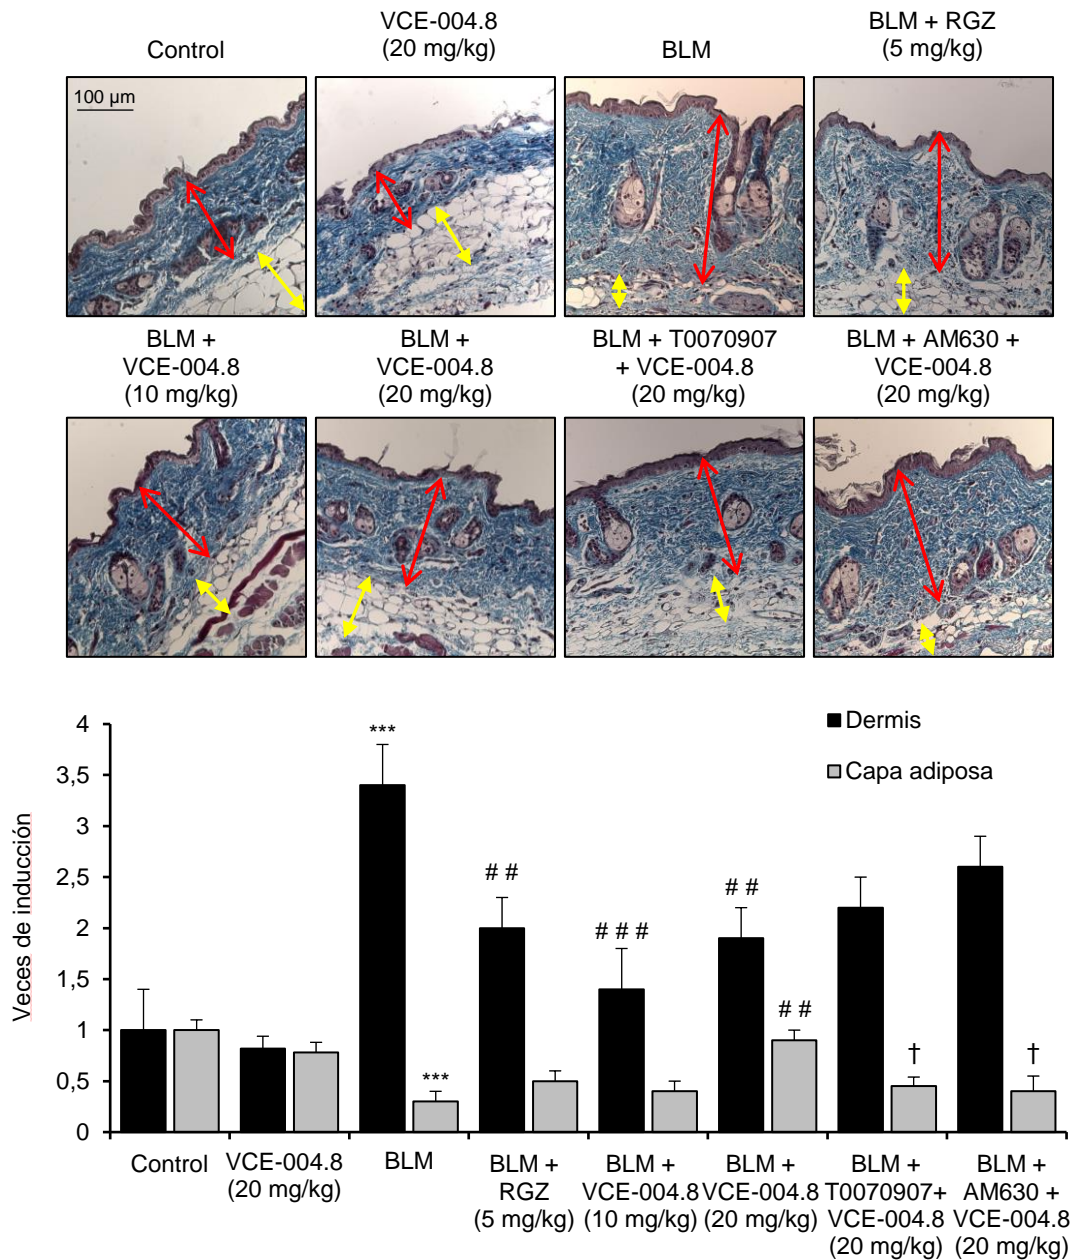 Control
VCE-004.8
(20 mg/kg)
BLM
BLM + RGZ
(5 mg/kg)
100 µm
BLM +
VCE-004.8
(10 mg/kg)
BLM +
VCE-004.8
(20 mg/kg)
BLM + T0070907
+ VCE-004.8
(20 mg/kg)
BLM + AM630 +
VCE-004.8
(20 mg/kg)
Veces de inducción
4
3,5
3
2,5
2
1,5
1
0,5
0
Dermis
Capa adiposa
***
***
# #
# # #
# #
# #
†
†
Control
VCE-004.8
(20 mg/kg)
BLM
BLM +
RGZ
(5 mg/kg)
BLM +
VCE-004.8
(10 mg/kg)
BLM +
VCE-004.8
(20 mg/kg)
BLM +
T0070907+
VCE-004.8
(20 mg/kg)
BLM +
AM630 +
VCE-004.8
(20 mg/kg)